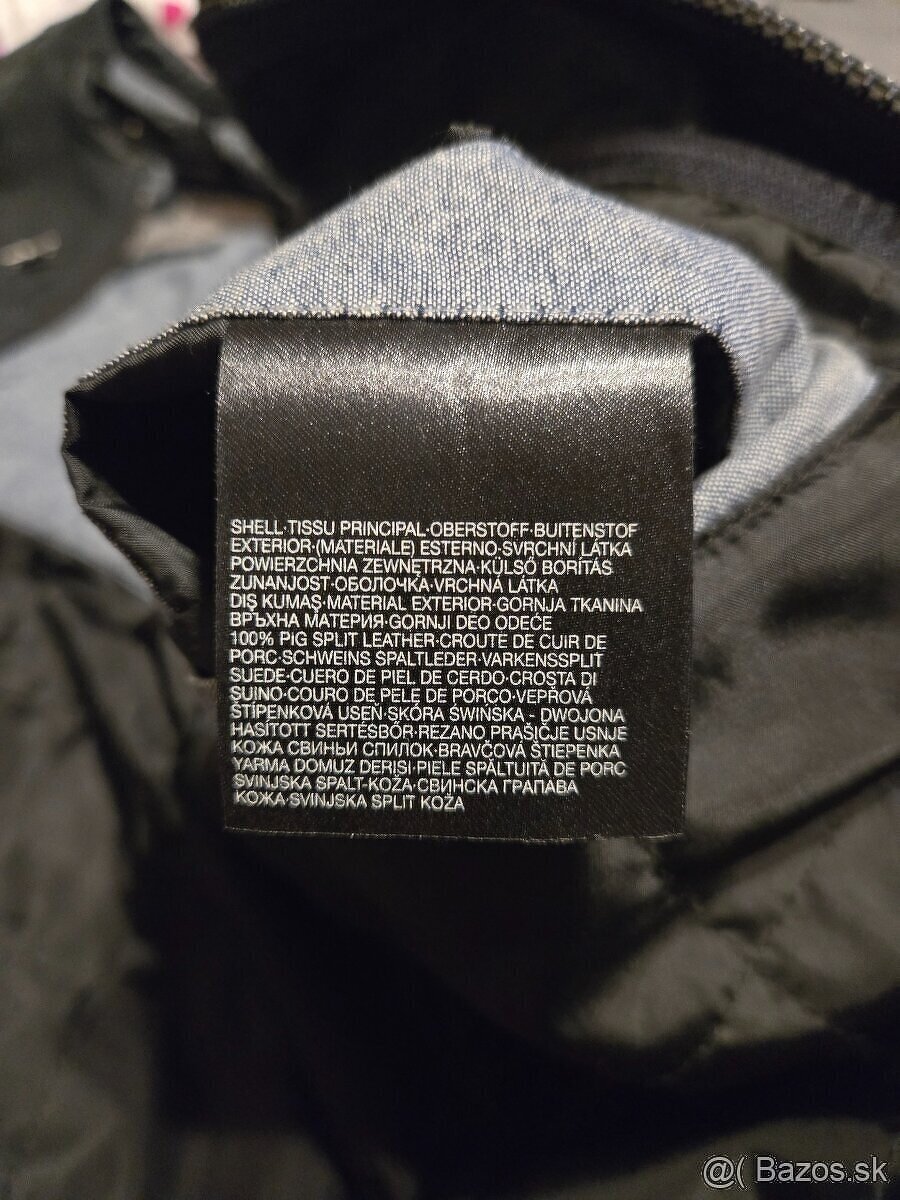 SHELL·TISSU PRINCIPAL·OBERSTOFF·BUITENSTOF
EXTERIOR·(MATERIALE) ESTERNO·SVRCHNÍ LÁTKA
POWIERZCHNIA ZEWNĘTRZNA·KÜLSŐ BORÍTÁS
ZUNANJOST·ОБОЛОЧКА·VRCHNÁ LÁTKA
DIŞ KUMAŞ·MATERIAL EXTERIOR·GORNJA TKANINA
ВРЪХНА МАТЕРИЯ·GORNJI DEO ODEĆE
100% PIG SPLIT LEATHER·CROUTE DE CUIR DE
PORC·SCHWEINS SPALTLEDER·VARKENSSPLIT
SUEDE·CUERO DE PIEL DE CERDO·CROSTA DI
SUINO·COURO DE PELE DE PORCO·VEPŘOVÁ
ŠTÍPENKOVÁ USEŇ·SKÓRA ŚWIŃSKA - DWOJONA
HASÍTOTT SERTÉSBŐR·REZANO PRAŠIČJE USNJE
КОЖА СВИНЬИ СПИЛОК·BRAVČOVÁ ŠTIEPENKA
YARMA DOMUZ DERİSİ·PIELE ȘPĂLTUITĂ DE PORC
SVINJSKA SPALT-KOŽA·СВИНСКА ГРАПАВА
КОЖА·SVINJSKA SPLIT KOŽA
@( Bazos.sk